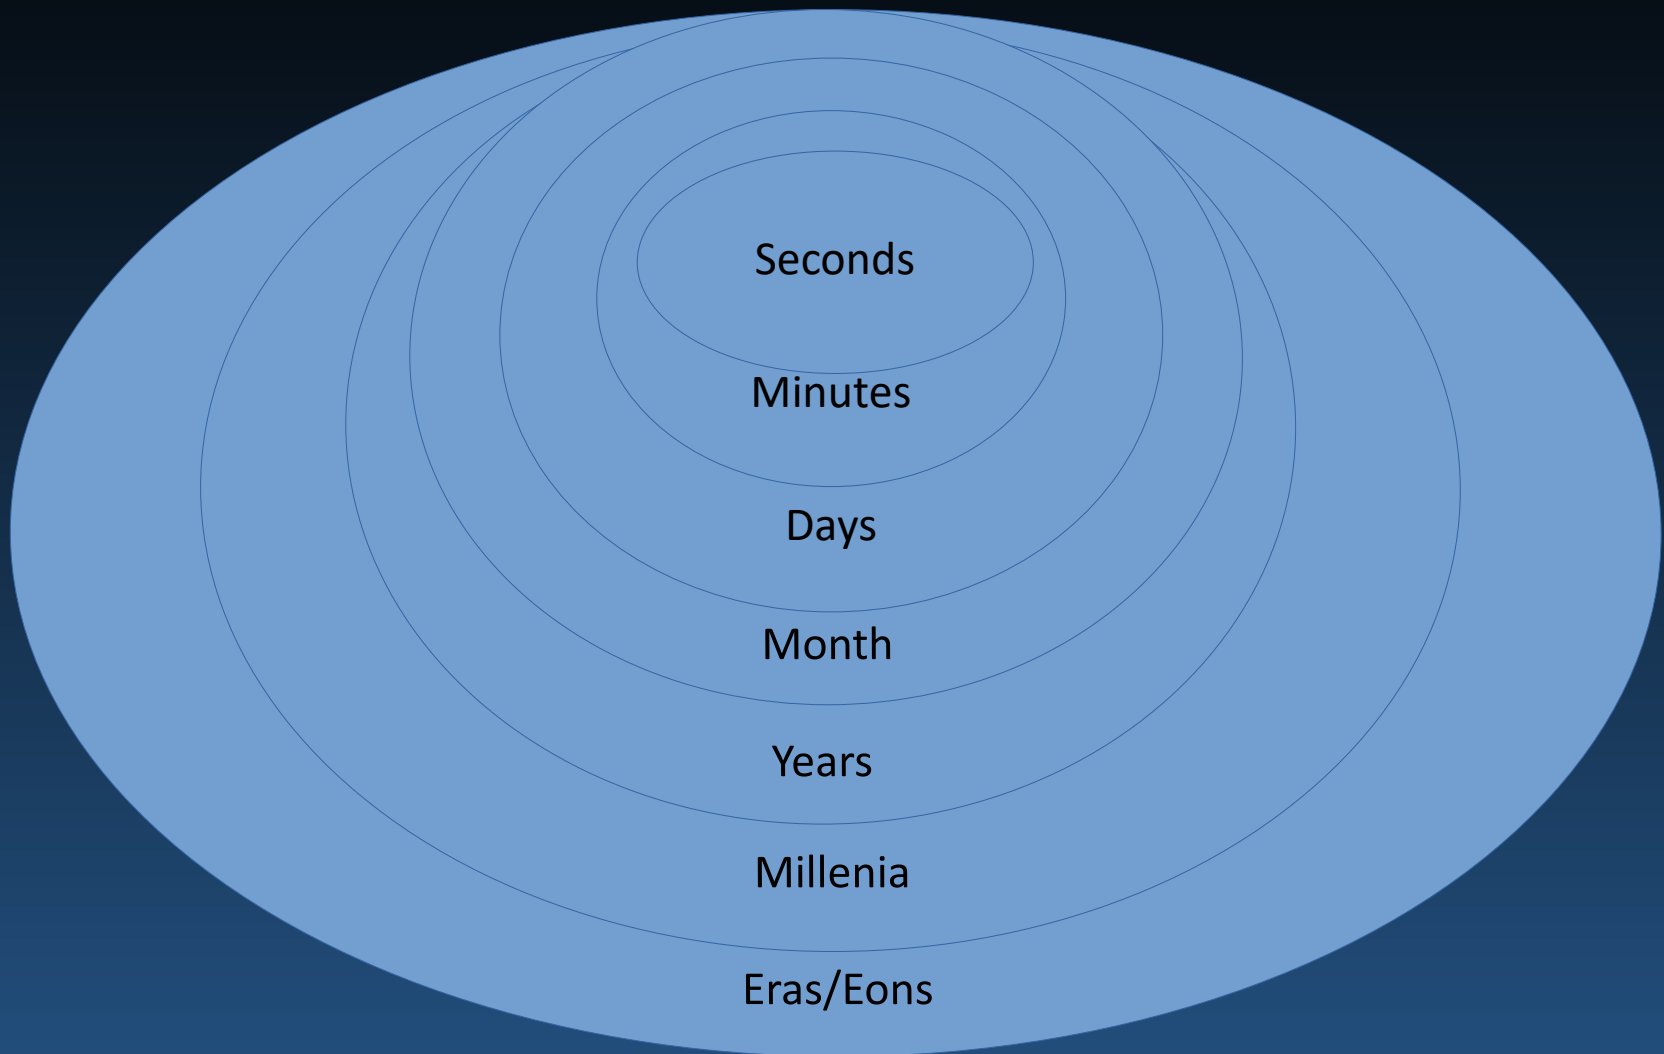 Seconds
Minutes
Days
Month
Years
Millenia
Eras/Eons